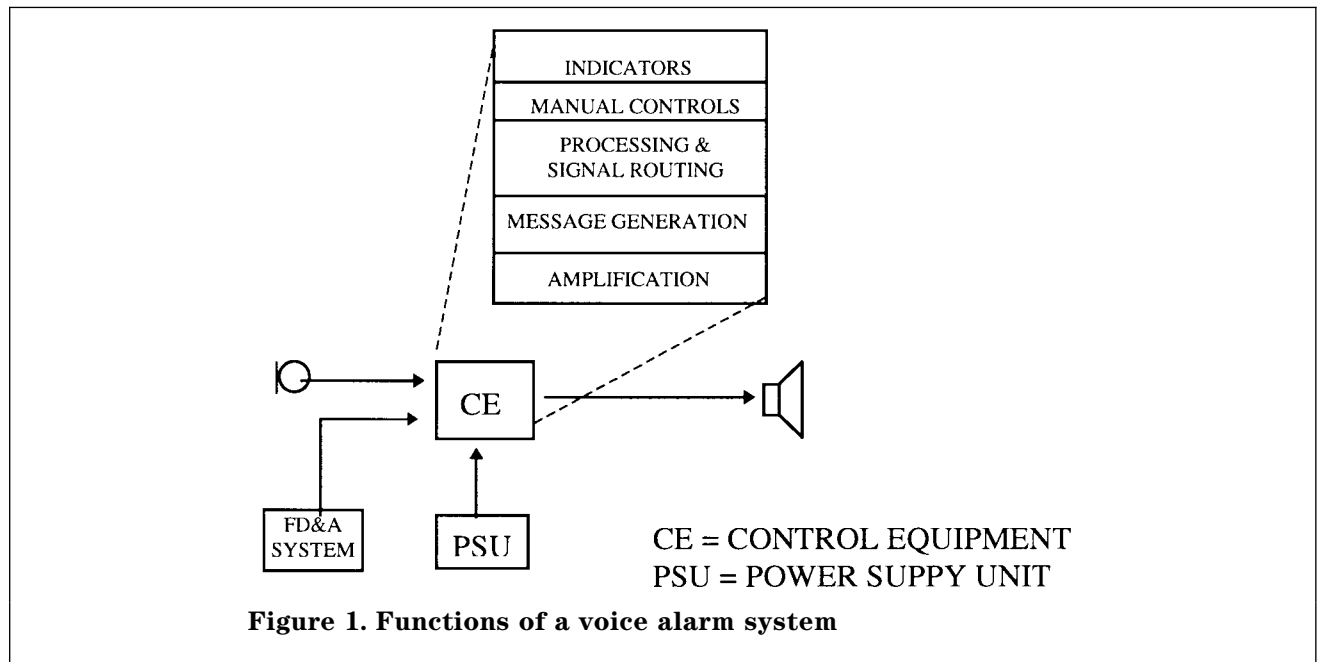 INDICATORS
MANUAL CONTROLS
PROCESSING &
SIGNAL ROUTING
MESSAGE GENERATION
AMPLIFICATION
CE
FD&A
SYSTEM
PSU
CE = CONTROL EQUIPMENT
PSU = POWER SUPPY UNIT
Figure 1. Functions of a voice alarm system